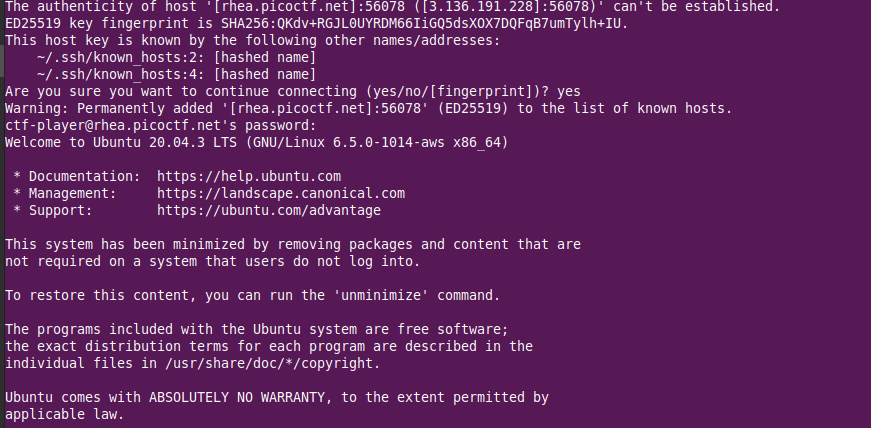 The authenticity of host '[rhea.picoctf.net]:56078 ([3.136.191.228]:56078)' can't be established.
ED25519 key fingerprint is SHA256:QKdv+RGJL0UYRDM66IiGQ5dsXOX7DQFqB7umTylh+IU.
This host key is known by the following other names/addresses:
    ~/.ssh/known_hosts:2: [hashed name]
    ~/.ssh/known_hosts:4: [hashed name]
Are you sure you want to continue connecting (yes/no/[fingerprint])? yes
Warning: Permanently added '[rhea.picoctf.net]:56078' (ED25519) to the list of known hosts.
ctf-player@rhea.picoctf.net's password:
Welcome to Ubuntu 20.04.3 LTS (GNU/Linux 6.5.0-1014-aws x86_64)

 * Documentation:  https://help.ubuntu.com
 * Management:     https://landscape.canonical.com
 * Support:        https://ubuntu.com/advantage

This system has been minimized by removing packages and content that are
not required on a system that users do not log into.

To restore this content, you can run the 'unminimize' command.

The programs included with the Ubuntu system are free software;
the exact distribution terms for each program are described in the
individual files in /usr/share/doc/*/copyright.

Ubuntu comes with ABSOLUTELY NO WARRANTY, to the extent permitted by
applicable law.